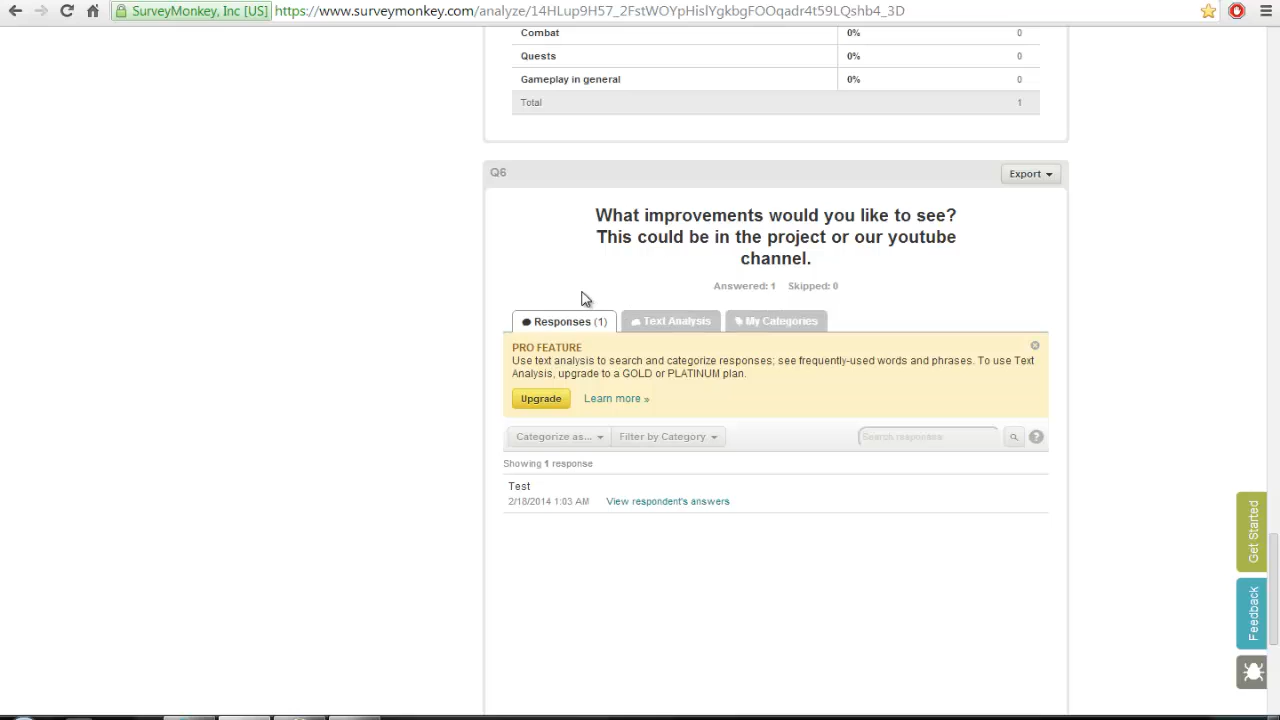 SurveyMonkey, Inc [US] https://www.surveymonkey.com/analyze/14HLup9H57_2FstWOYpHislYgkbgFOOqadr4t59LQshb4_3D
Combat 0% 0
Quests 0% 0
Gameplay in general 0% 0
Total 1
Q6 Export
What improvements would you like to see?
This could be in the project or our youtube
channel.
Answered: 1 Skipped: 0
Responses (1) Text Analysis My Categories
PRO FEATURE
Use text analysis to search and categorize responses; see frequently-used words and phrases. To use Text
Analysis, upgrade to a GOLD or PLATINUM plan.
Upgrade Learn more »
Categorize as... Filter by Category Search responses ?
Showing 1 response
Test
2/18/2014 1:03 AM View respondent's answers
Get Started
Feedback